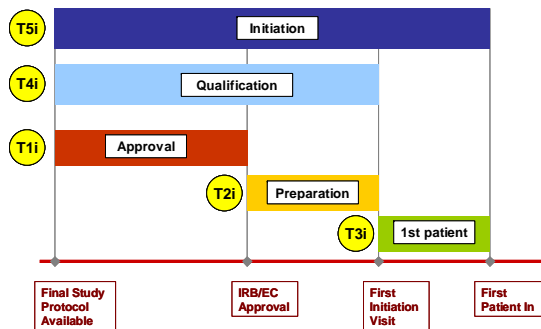 T5i
Initiation
T4i
Qualification
T1i
Approval
T2i
Preparation
T3i
1st patient
Final Study
Protocol
Available
IRB/EC
Approval
First
Initiation
Visit
First
Patient In